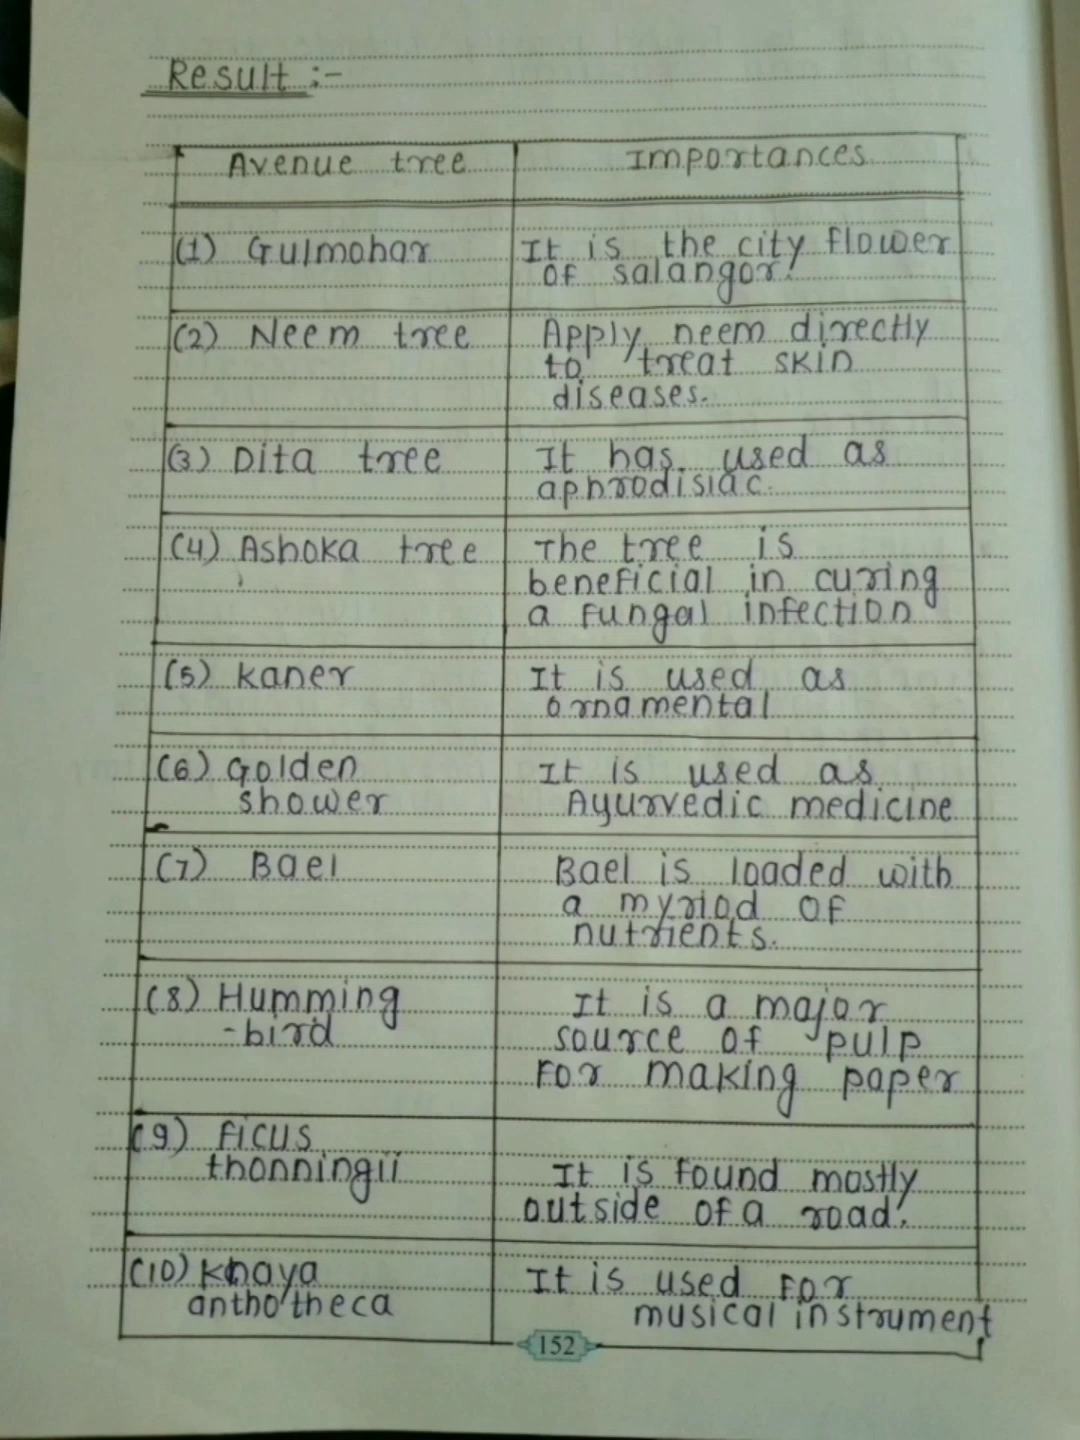 Result :-
Avenue tree Importances
(1) Gulmohar It is the city flower
of salangor.
(2) Neem tree Apply neem directly
to treat skin
diseases.
(3) Dita tree It has used as
aphrodisiac.
(4) Ashoka tree The tree is
beneficial in curing
a fungal infection
(5) kaner It is used as
ornamental
(6) Golden It is used as
shower Ayurvedic medicine
(7) Bael Bael is loaded with
a myriod of
nutrients.
(8) Humming It is a major
-bird source of pulp
For making paper
(9) Ficus
thonningii It is found mostly
outside of a road.
(10) Khaya It is used for
anthotheca musical instrument
152